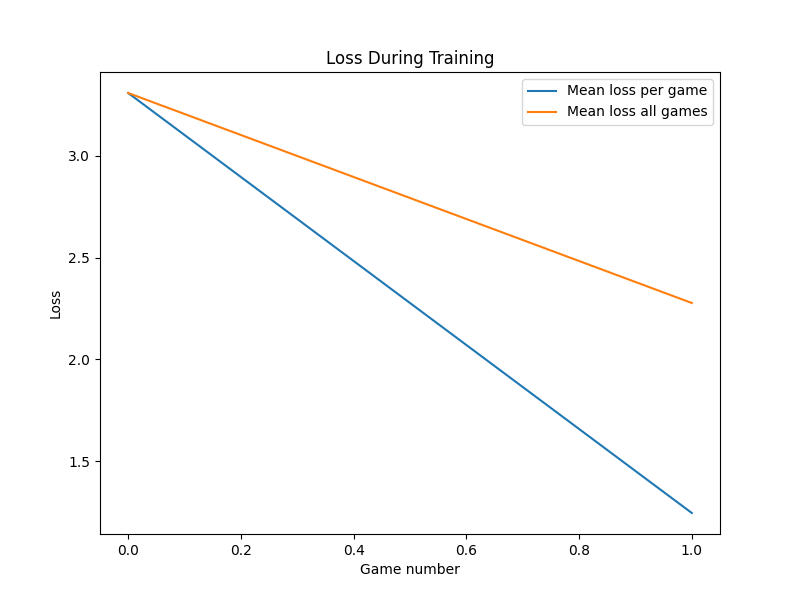 Loss During Training
Mean loss per game
Mean loss all games
3.0
2.5
2.0
1.5
Loss
0.0 0.2 0.4 0.6 0.8 1.0
Game number